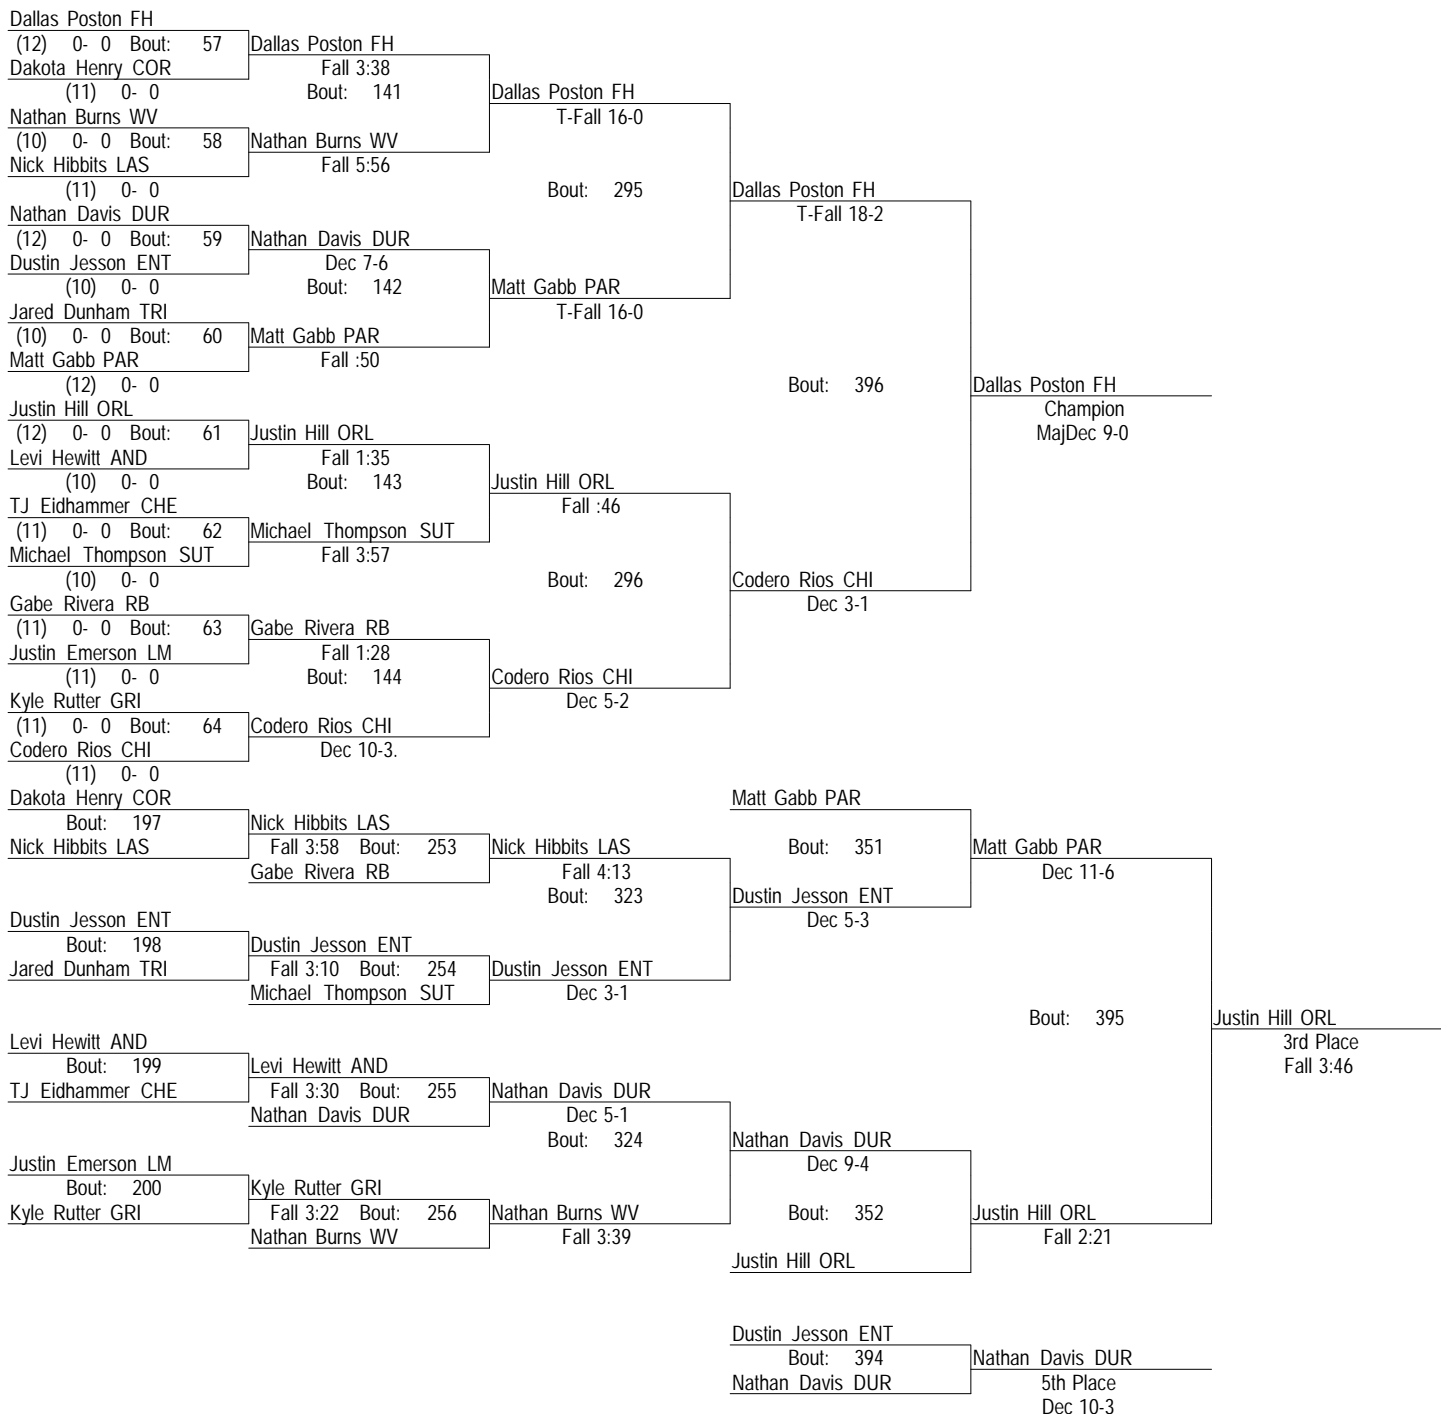 Dallas Poston FH
(12) 0- 0 Bout: 57 Dallas Poston FH
Dakota Henry COR Fall 3:38
(11) 0- 0 Bout: 141 Dallas Poston FH
Nathan Burns WV T-Fall 16-0
(10) 0- 0 Bout: 58 Nathan Burns WV
Nick Hibbits LAS Fall 5:56
(11) 0- 0 Bout: 295 Dallas Poston FH
Nathan Davis DUR T-Fall 18-2
(12) 0- 0 Bout: 59 Nathan Davis DUR
Dustin Jesson ENT Dec 7-6
(10) 0- 0 Bout: 142 Matt Gabb PAR
Jared Dunham TRI T-Fall 16-0
(10) 0- 0 Bout: 60 Matt Gabb PAR
Matt Gabb PAR Fall :50
(12) 0- 0 Bout: 396 Dallas Poston FH
Justin Hill ORL Champion
(12) 0- 0 Bout: 61 Justin Hill ORL MajDec 9-0
Levi Hewitt AND Fall 1:35
(10) 0- 0 Bout: 143 Justin Hill ORL
TJ Eidhammer CHE Fall :46
(11) 0- 0 Bout: 62 Michael Thompson SUT
Michael Thompson SUT Fall 3:57
(10) 0- 0 Bout: 296 Codero Rios CHI
Gabe Rivera RB Dec 3-1
(11) 0- 0 Bout: 63 Gabe Rivera RB
Justin Emerson LM Fall 1:28
(11) 0- 0 Bout: 144 Codero Rios CHI
Kyle Rutter GRI Dec 5-2
(11) 0- 0 Bout: 64 Codero Rios CHI
Codero Rios CHI Dec 10-3.
(11) 0- 0
Dakota Henry COR Matt Gabb PAR
Bout: 197 Nick Hibbits LAS
Nick Hibbits LAS Fall 3:58 Bout: 253 Nick Hibbits LAS Bout: 351 Matt Gabb PAR
Gabe Rivera RB Fall 4:13 Dec 11-6
Bout: 323 Dustin Jesson ENT
Dustin Jesson ENT Dec 5-3
Bout: 198 Dustin Jesson ENT
Jared Dunham TRI Fall 3:10 Bout: 254 Dustin Jesson ENT
Michael Thompson SUT Dec 3-1
Bout: 395 Justin Hill ORL
Levi Hewitt AND 3rd Place
Bout: 199 Levi Hewitt AND Fall 3:46
TJ Eidhammer CHE Fall 3:30 Bout: 255 Nathan Davis DUR
Nathan Davis DUR Dec 5-1
Bout: 324 Nathan Davis DUR
Justin Emerson LM Dec 9-4
Bout: 200 Kyle Rutter GRI
Kyle Rutter GRI Fall 3:22 Bout: 256 Nathan Burns WV Bout: 352 Justin Hill ORL
Nathan Burns WV Fall 3:39 Fall 2:21
Justin Hill ORL
Dustin Jesson ENT
Bout: 394 Nathan Davis DUR
Nathan Davis DUR 5th Place
Dec 10-3